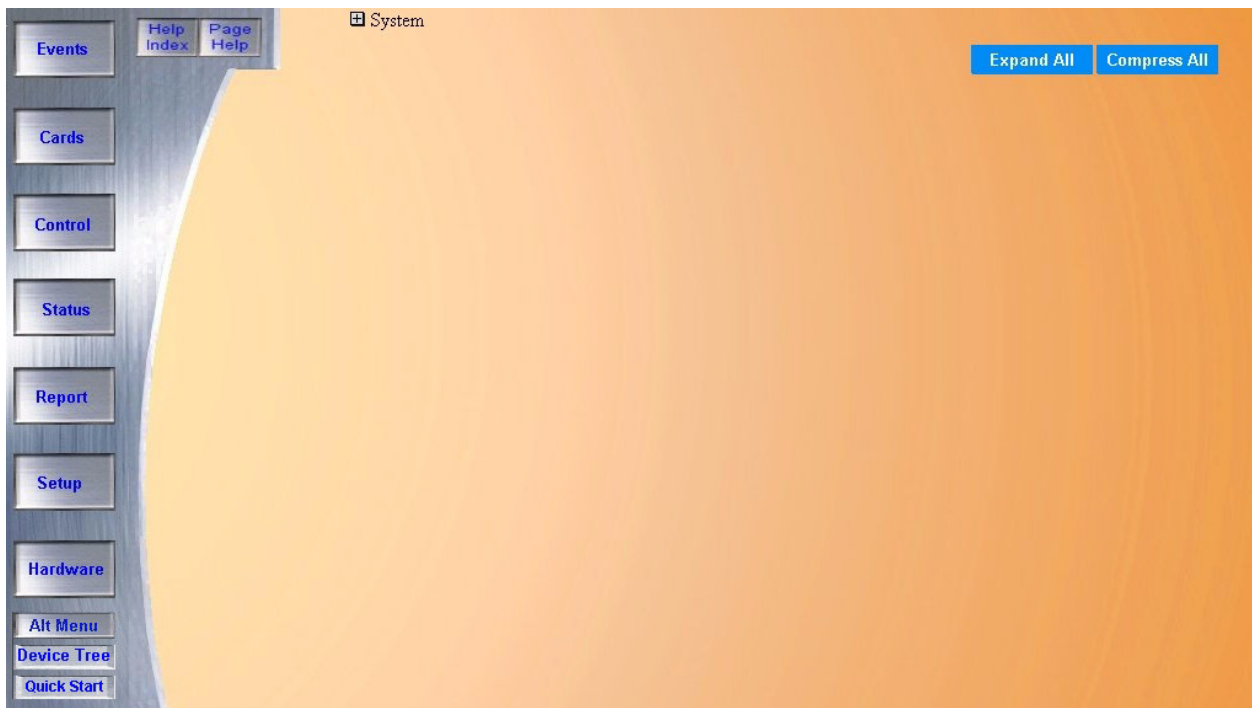 Events
Help Index
Page Help
System
Expand All
Compress All
Cards
Control
Status
Report
Setup
Hardware
Alt Menu
Device Tree
Quick Start